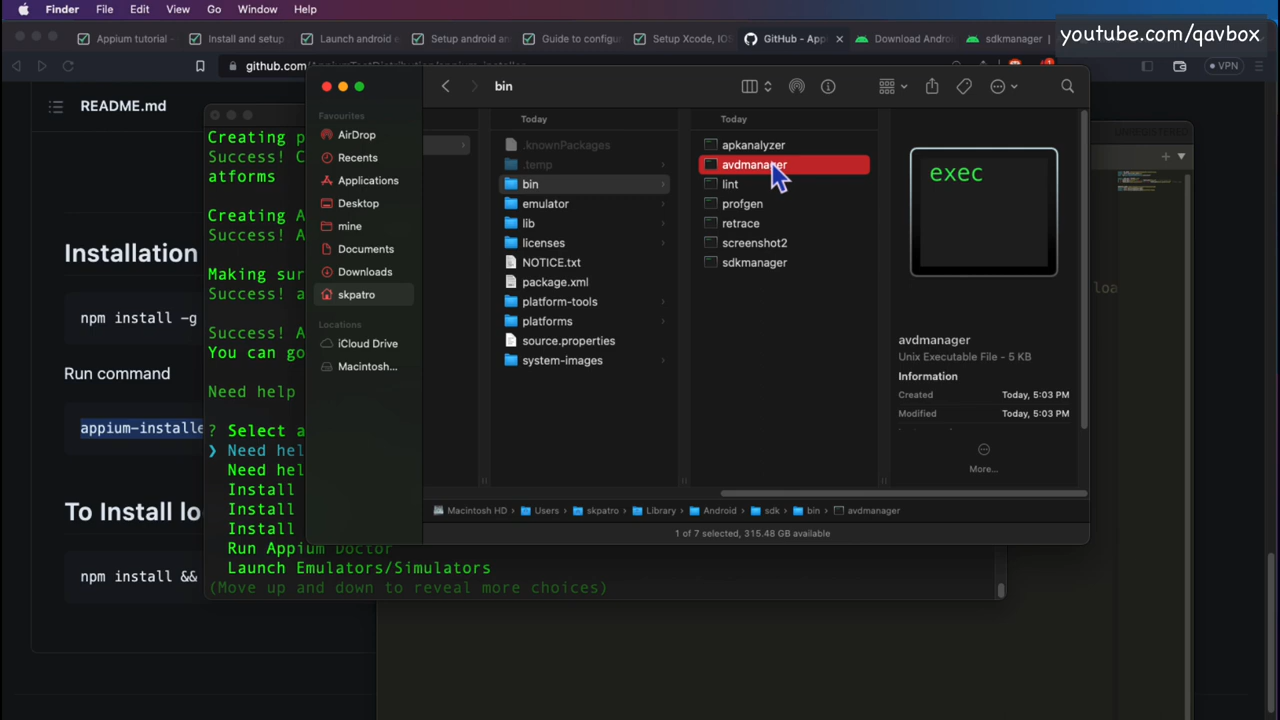 Finder File Edit View Go Window Help
youtube.com/qavbox
Appium tutorial -
Install and setup
Launch android e
Setup android an
Guide to configu
Setup Xcode, IOS
GitHub - App
Download Andro
sdkmanager
github.com/AppiumTestDistribution/appium-installer
VPN
README.md
Installation
npm install -g
Run command
appium-installe
To Install lo
npm install &&
Creating p
Success! C
atforms
Creating A
Success! A
Making sur
Success! a
Success! A
You can go
Need help
? Select a
❯ Need hel
Need hel
Install
Install
Install
Run Appium Doctor
Launch Emulators/Simulators
(Move up and down to reveal more choices)
bin
Favourites
AirDrop
Recents
Applications
Desktop
mine
Documents
Downloads
skpatro
Locations
iCloud Drive
Macintosh...
Today
.knownPackages
.temp
bin
emulator
lib
licenses
NOTICE.txt
package.xml
platform-tools
platforms
source.properties
system-images
Today
apkanalyzer
avdmanager
lint
profgen
retrace
screenshot2
sdkmanager
exec
avdmanager
Unix Executable File - 5 KB
Information
Created Today, 5:03 PM
Modified Today, 5:03 PM
More...
Macintosh HD › Users › skpatro › Library › Android › sdk › bin › avdmanager
1 of 7 selected, 315.48 GB available
UNREGISTERED
loa